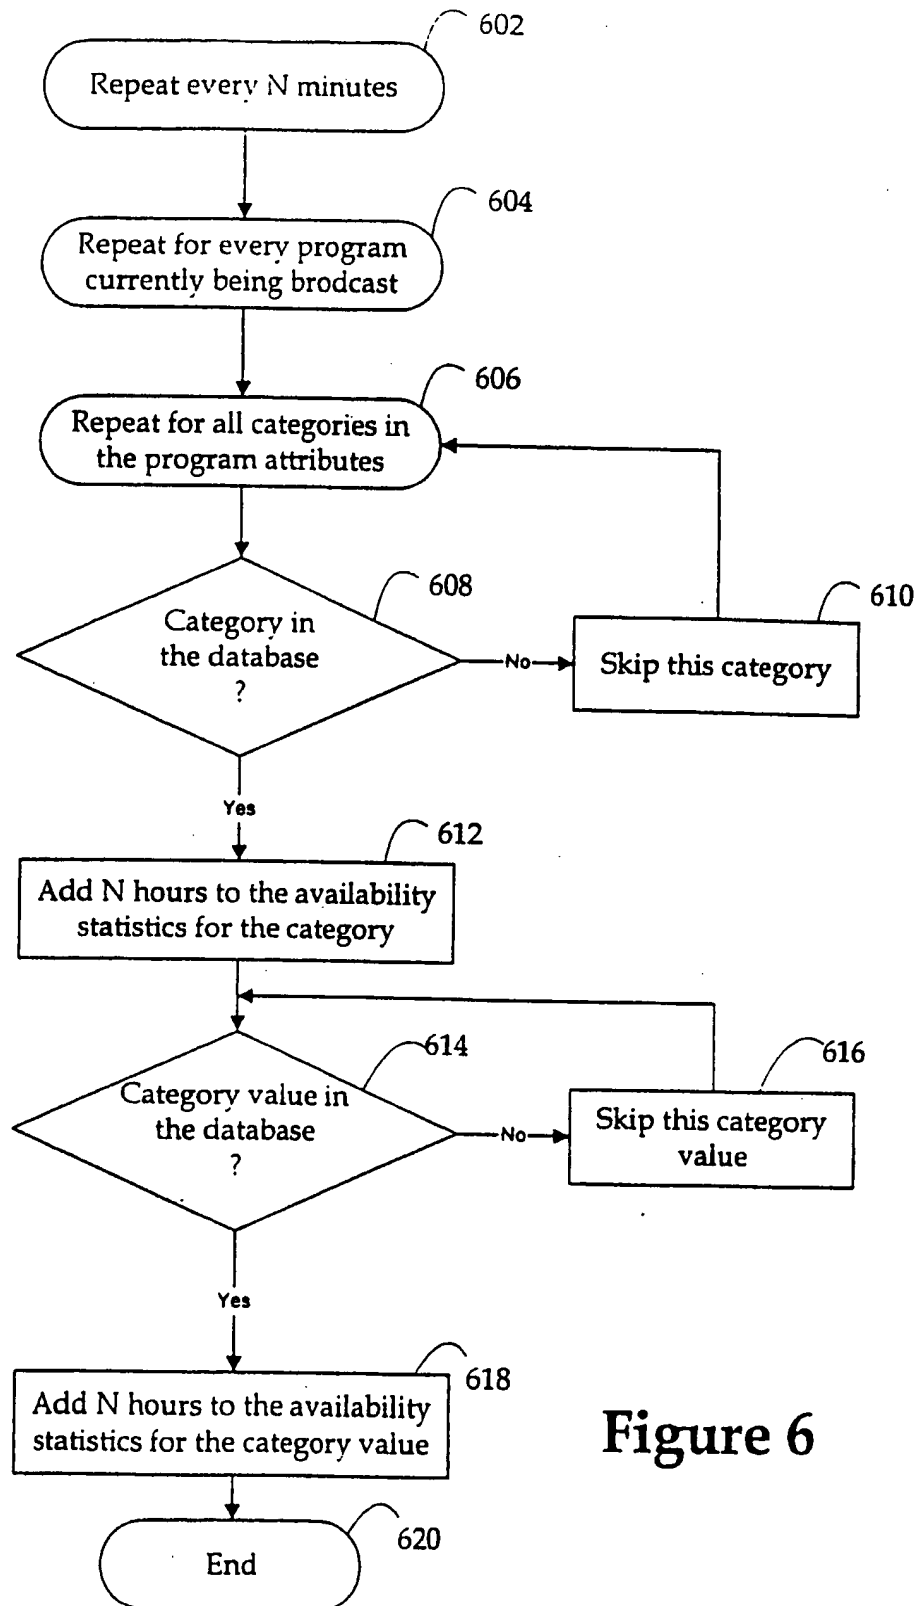 602
Repeat every N minutes
604
Repeat for every program
currently being brodcast
606
Repeat for all categories in
the program attributes
608
Category in
the database
?
No
610
Skip this category
Yes
612
Add N hours to the availability
statistics for the category
614
Category value in
the database
?
No
616
Skip this category
value
Yes
618
Add N hours to the availability
statistics for the category value
Figure 6
620
End